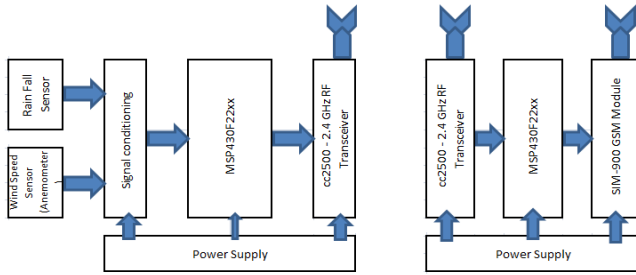 Rain Fall
Sensor
Wind Speed
Sensor
(Anemometer
Signal conditioning
MSP430F22xx
cc2500 - 2.4 GHz RF
Transceiver
Power Supply
cc2500 - 2.4 GHz RF
Transceiver
MSP430F22xx
SIM-900 GSM Module
Power Supply